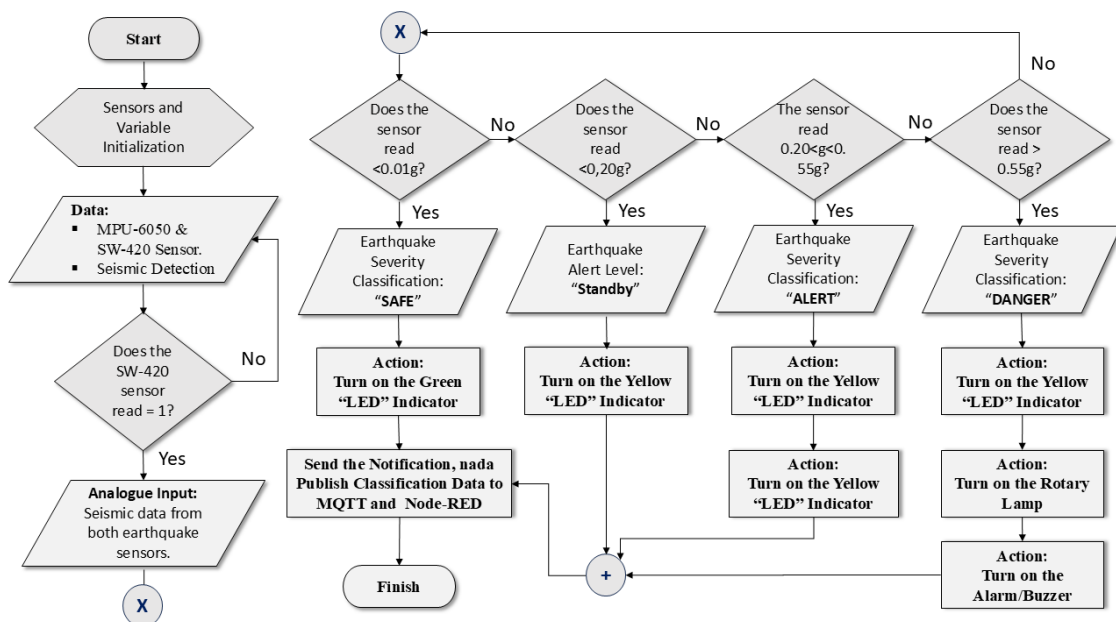 Start
Sensors and
Variable
Initialization
Data:
▪ MPU-6050 &
SW-420 Sensor.
▪ Seismic Detection
Does the
SW-420
sensor
read = 1?
No
Yes
Analogue Input:
Seismic data from
both earthquake
sensors.
X
X
No
Does the
sensor
read
<0.01g?
No
Does the
sensor
read
<0,20g?
No
The sensor
read
0.20<g<0.
55g?
No
Does the
sensor
read >
0.55g?
Yes
Yes
Yes
Yes
Earthquake
Severity
Classification:
“SAFE”
Earthquake
Alert Level:
“Standby”
Earthquake
Severity
Classification:
“ALERT”
Earthquake
Severity
Classification:
“DANGER”
Action:
Turn on the Green
“LED” Indicator
Action:
Turn on the Yellow
“LED” Indicator
Action:
Turn on the Yellow
“LED” Indicator
Action:
Turn on the Yellow
“LED” Indicator
Send the Notification, nada
Publish Classification Data to
MQTT and Node-RED
Action:
Turn on the Yellow
“LED” Indicator
Action:
Turn on the Rotary
Lamp
Finish
+
Action:
Turn on the
Alarm/Buzzer